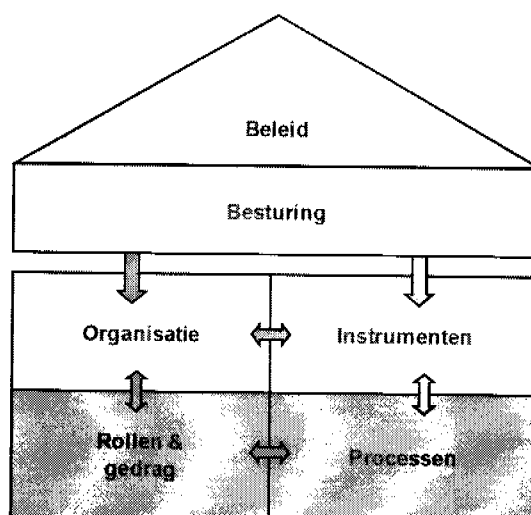 Beleid
Besturing
Organisatie
Instrumenten
Rollen &
gedrag
Processen